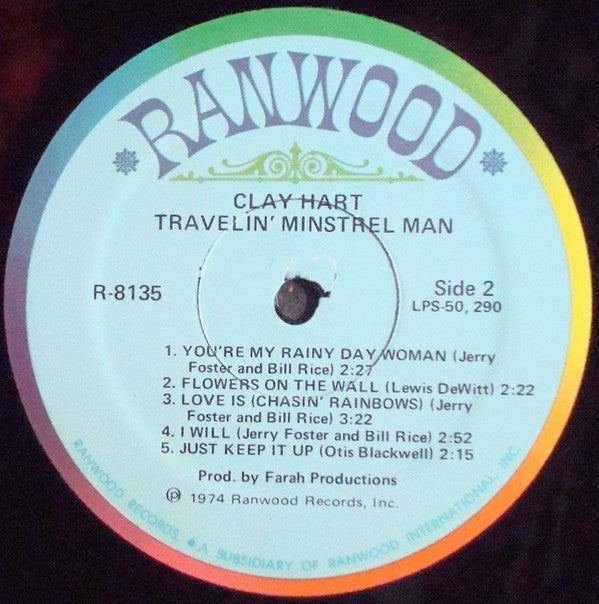 RANWOOD
CLAY HART
TRAVELIN' MINSTREL MAN
R-8135
Side 2
LPS-50, 290
1. YOU'RE MY RAINY DAY WOMAN (Jerry
Foster and Bill Rice) 2:27
2. FLOWERS ON THE WALL (Lewis DeWitt) 2:22
3. LOVE IS (CHASIN' RAINBOWS) (Jerry
Foster and Bill Rice) 3:22
4. I WILL (Jerry Foster and Bill Rice) 2:52
5. JUST KEEP IT UP (Otis Blackwell) 2:15
Prod. by Farah Productions
℗ 1974 Ranwood Records, Inc.
RANWOOD RECORDS, • A SUBSIDIARY OF RANWOOD INTERNATIONAL, INC.